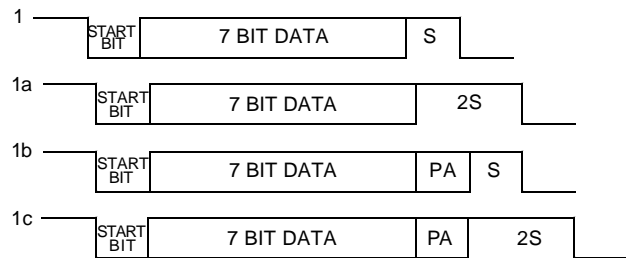 1 START BIT 7 BIT DATA S
1a START BIT 7 BIT DATA 2S
1b START BIT 7 BIT DATA PA S
1c START BIT 7 BIT DATA PA 2S